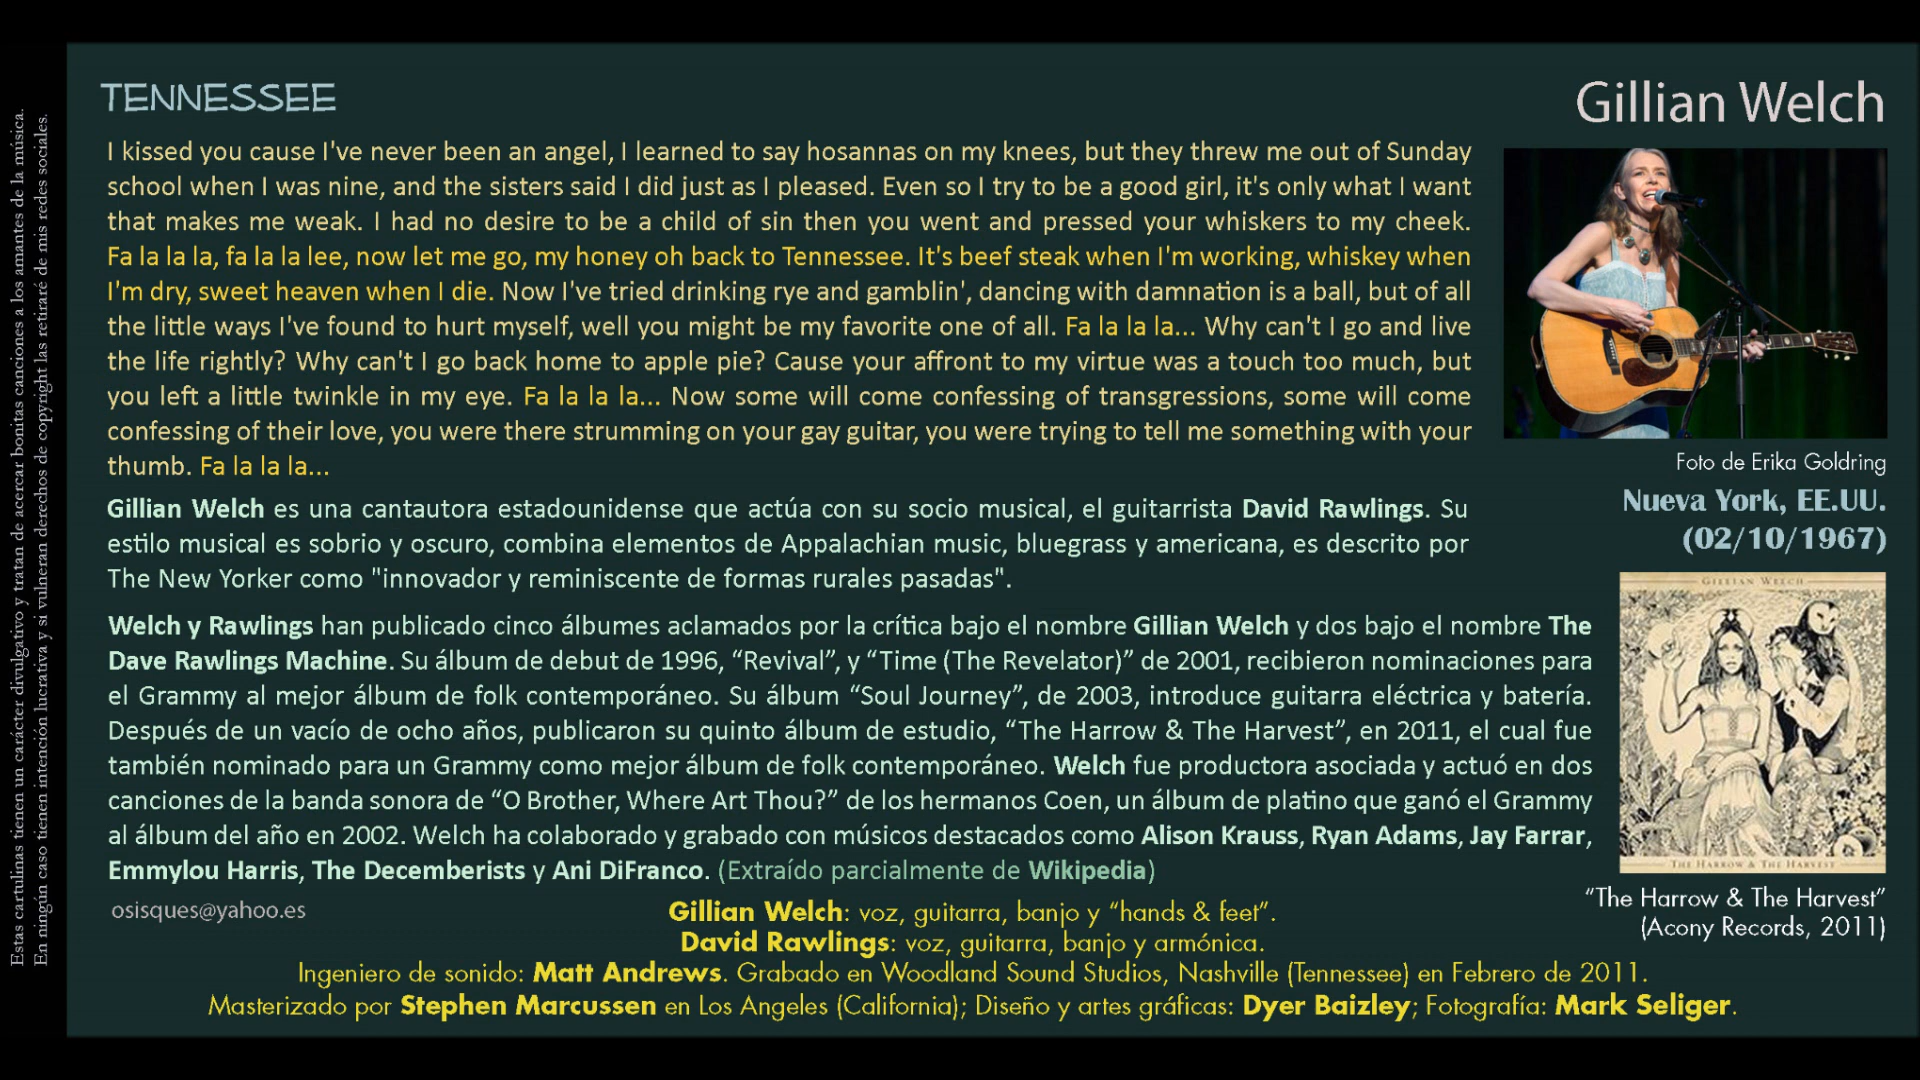 Estas cartulinas tienen un carácter divulgativo y tratan de acercar bonitas canciones a los amantes de la música.
En ningún caso tienen intención lucrativa y si vulneran derechos de copyright las retiraré de mis redes sociales.
TENNESSEE
I kissed you cause I've never been an angel, I learned to say hosannas on my knees, but they threw me out of Sunday
school when I was nine, and the sisters said I did just as I pleased. Even so I try to be a good girl, it's only what I want
that makes me weak. I had no desire to be a child of sin then you went and pressed your whiskers to my cheek.
Fa la la la, fa la la lee, now let me go, my honey oh back to Tennessee. It's beef steak when I'm working, whiskey when
I'm dry, sweet heaven when I die. Now I've tried drinking rye and gamblin', dancing with damnation is a ball, but of all
the little ways I've found to hurt myself, well you might be my favorite one of all. Fa la la la... Why can't I go and live
the life rightly? Why can't I go back home to apple pie? Cause your affront to my virtue was a touch too much, but
you left a little twinkle in my eye. Fa la la la... Now some will come confessing of transgressions, some will come
confessing of their love, you were there strumming on your gay guitar, you were trying to tell me something with your
thumb. Fa la la la...
Gillian Welch es una cantautora estadounidense que actúa con su socio musical, el guitarrista David Rawlings. Su
estilo musical es sobrio y oscuro, combina elementos de Appalachian music, bluegrass y americana, es descrito por
The New Yorker como "innovador y reminiscente de formas rurales pasadas".
Welch y Rawlings han publicado cinco álbumes aclamados por la crítica bajo el nombre Gillian Welch y dos bajo el nombre The
Dave Rawlings Machine. Su álbum de debut de 1996, “Revival”, y “Time (The Revelator)” de 2001, recibieron nominaciones para
el Grammy al mejor álbum de folk contemporáneo. Su álbum “Soul Journey”, de 2003, introduce guitarra eléctrica y batería.
Después de un vacío de ocho años, publicaron su quinto álbum de estudio, “The Harrow & The Harvest”, en 2011, el cual fue
también nominado para un Grammy como mejor álbum de folk contemporáneo. Welch fue productora asociada y actuó en dos
canciones de la banda sonora de “O Brother, Where Art Thou?” de los hermanos Coen, un álbum de platino que ganó el Grammy
al álbum del año en 2002. Welch ha colaborado y grabado con músicos destacados como Alison Krauss, Ryan Adams, Jay Farrar,
Emmylou Harris, The Decemberists y Ani DiFranco. (Extraído parcialmente de Wikipedia)
osisques@yahoo.es
Gillian Welch: voz, guitarra, banjo y “hands & feet”.
David Rawlings: voz, guitarra, banjo y armónica.
Ingeniero de sonido: Matt Andrews. Grabado en Woodland Sound Studios, Nashville (Tennessee) en Febrero de 2011.
Masterizado por Stephen Marcussen en Los Angeles (California); Diseño y artes gráficas: Dyer Baizley; Fotografía: Mark Seliger.
Gillian Welch
Foto de Erika Goldring
Nueva York, EE.UU.
(02/10/1967)
GILLIAN WELCH
THE HARROW & THE HARVEST
“The Harrow & The Harvest”
(Acony Records, 2011)